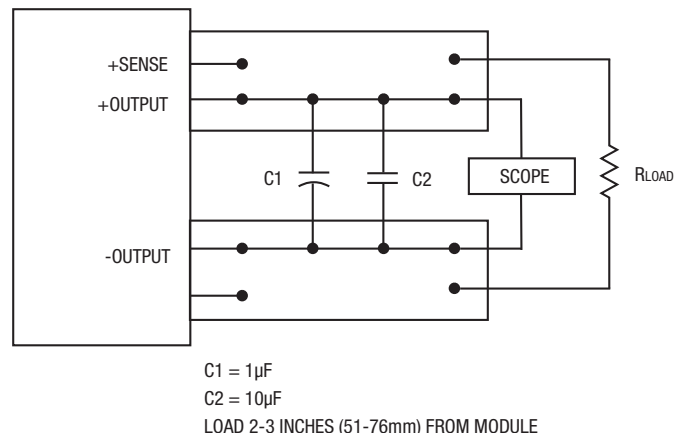 +SENSE
+OUTPUT
C1
C2
SCOPE
RLOAD
-OUTPUT
C1 = 1µF
C2 = 10µF
LOAD 2-3 INCHES (51-76mm) FROM MODULE